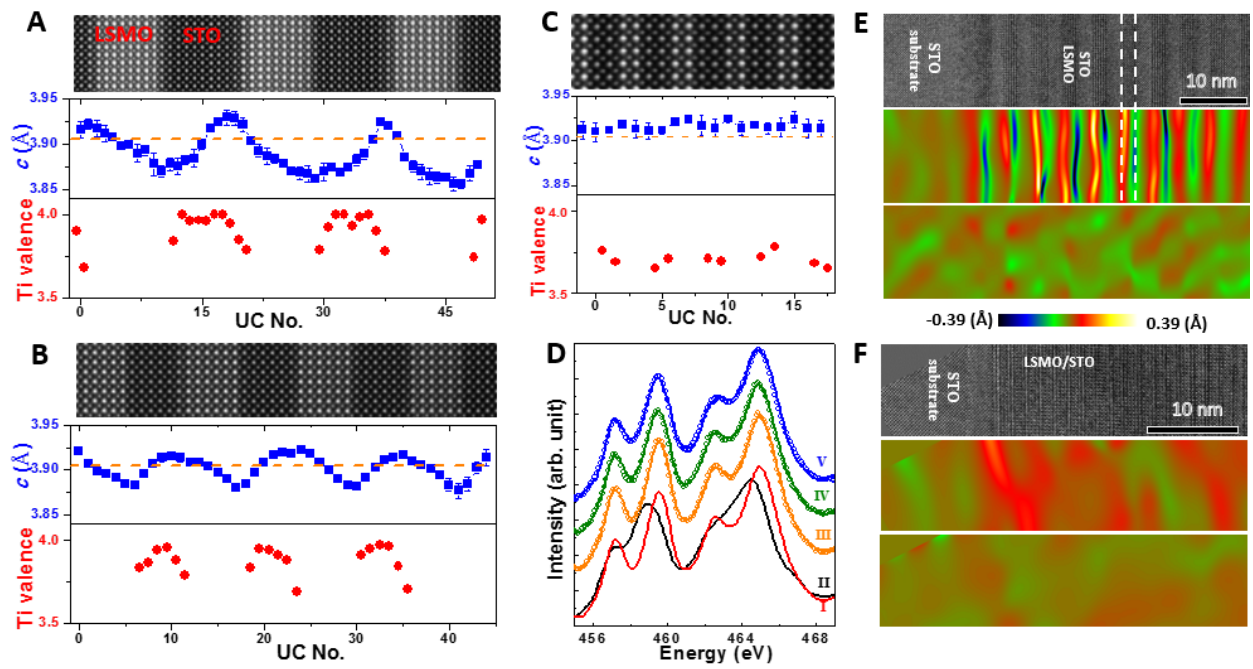 A
LSMO STO
3.95
3.90
3.85
c (Å)
4.0
3.5
Ti valence
0 15 30 45
UC No.
B
3.95
3.90
3.85
c (Å)
4.0
3.5
Ti valence
0 10 20 30 40
UC No.
C
3.95
3.90
3.85
c (Å)
4.0
3.5
Ti valence
0 5 10 15
UC No.
D
V
IV
III
II
I
Intensity (arb. unit)
456 460 464 468
Energy (eV)
E
STO
substrate
STO
LSMO
10 nm
-0.39 (Å) 0.39 (Å)
F
STO
substrate
LSMO/STO
10 nm